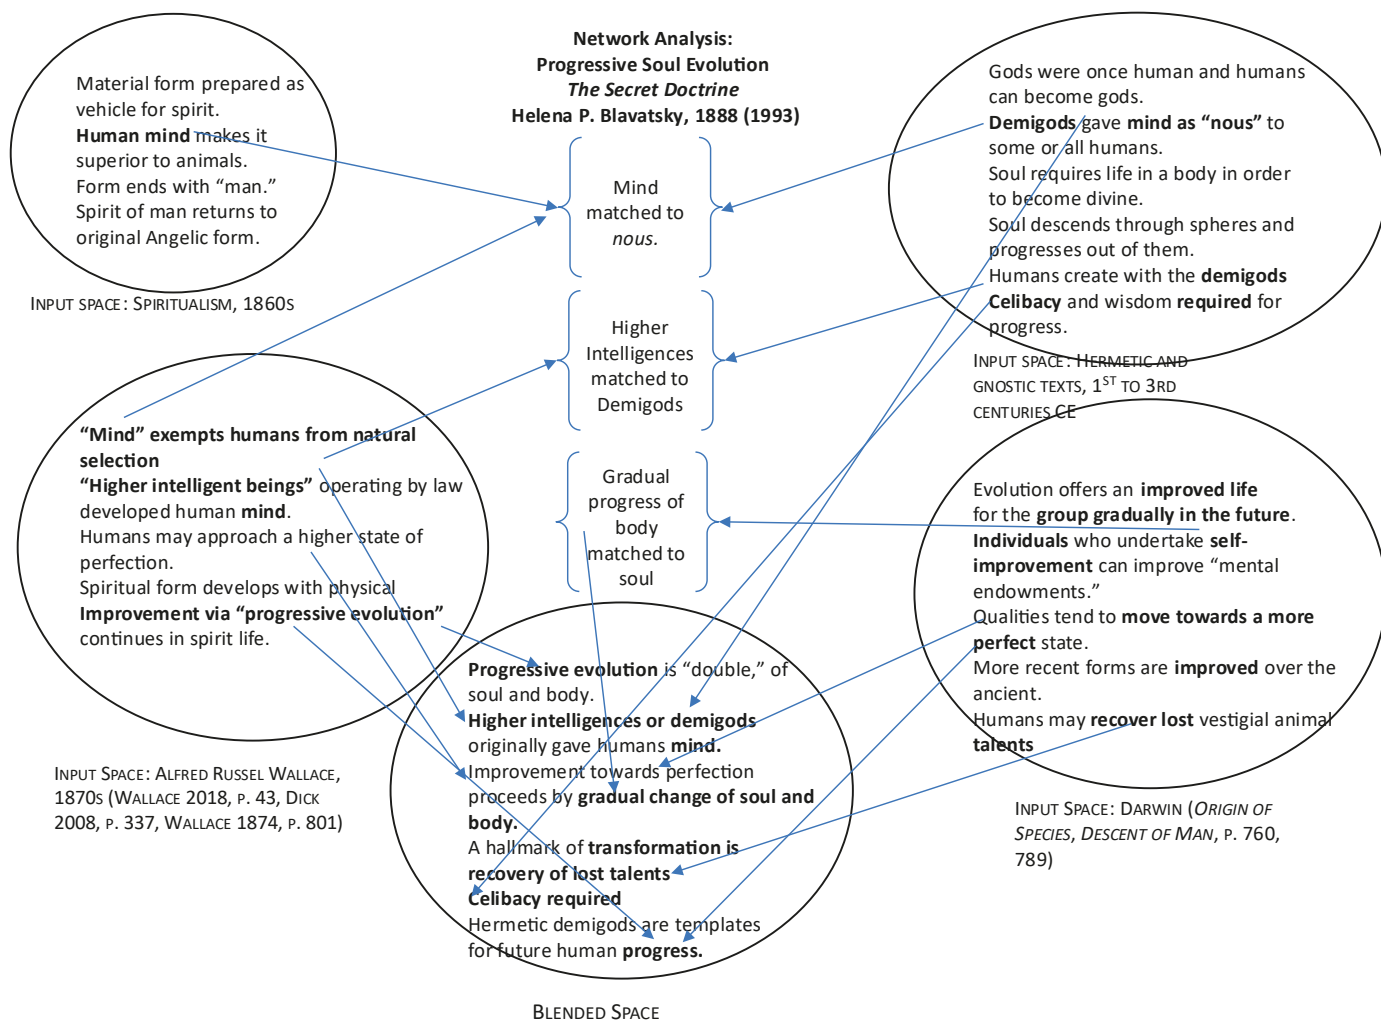 Network Analysis:
Progressive Soul Evolution
The Secret Doctrine
Helena P. Blavatsky, 1888 (1993)
Material form prepared as
vehicle for spirit.
Human mind makes it
superior to animals.
Form ends with “man.”
Spirit of man returns to
original Angelic form.
INPUT SPACE: SPIRITUALISM, 1860S
Mind
matched to
nous.
Gods were once human and humans
can become gods.
Demigods gave mind as “nous” to
some or all humans.
Soul requires life in a body in order
to become divine.
Soul descends through spheres and
progresses out of them.
Humans create with the demigods
Celibacy and wisdom required for
progress.
INPUT SPACE: HERMETIC AND
GNOSTIC TEXTS, 1ST TO 3RD
CENTURIES CE
Higher
Intelligences
matched to
Demigods
“Mind” exempts humans from natural
selection
“Higher intelligent beings” operating by law
developed human mind.
Humans may approach a higher state of
perfection.
Spiritual form develops with physical
Improvement via “progressive evolution”
continues in spirit life.
INPUT SPACE: ALFRED RUSSEL WALLACE,
1870S (WALLACE 2018, P. 43, DICK
2008, P. 337, WALLACE 1874, P. 801)
Gradual
progress of
body
matched to
soul
Evolution offers an improved life
for the group gradually in the future.
Individuals who undertake self-
improvement can improve “mental
endowments.”
Qualities tend to move towards a more
perfect state.
More recent forms are improved over the
ancient.
Humans may recover lost vestigial animal
talents
INPUT SPACE: DARWIN (ORIGIN OF
SPECIES, DESCENT OF MAN, P. 760,
789)
Progressive evolution is “double,” of
soul and body.
Higher intelligences or demigods
originally gave humans mind.
Improvement towards perfection
proceeds by gradual change of soul and
body.
A hallmark of transformation is
recovery of lost talents
Celibacy required
Hermetic demigods are templates
for future human progress.
BLENDED SPACE